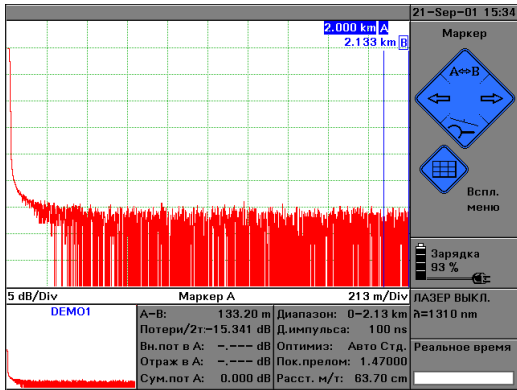 21-Sep-01 15:34
2.000 km A
2.133 km B
Маркер
A⇔B
Вспл.
меню
Зарядка
93 %
5 dB/Div Маркер A 213 m/Div
ЛАЗЕР ВЫКЛ.
λ=1310 nm
DEMO1
A-B: 133.20 m
Потери/2т:-15.341 dB
Вн.пот в А: -.--- dB
Отраж в А: -.--- dB
Сум.пот А: 0.000 dB
Диапазон: 0-2.13 km
Д.импульса: 100 ns
Оптимиз: Авто Стд.
Пок.прелом: 1.47000
Расст. м/т: 63.70 cm
Реальное время